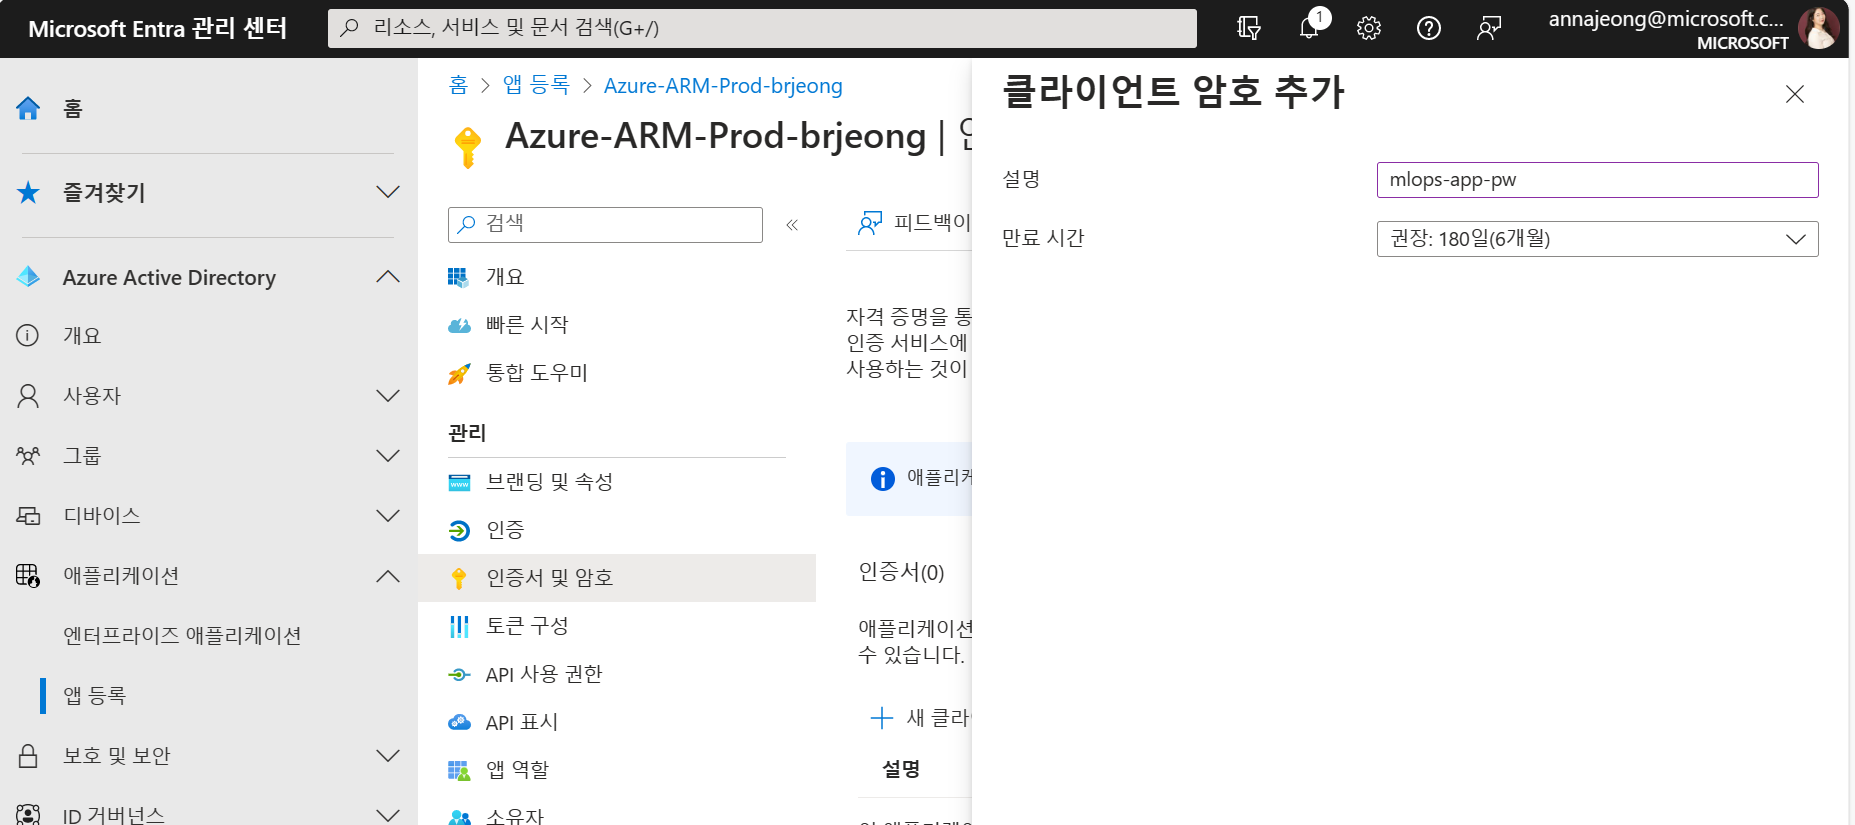 Microsoft Entra 관리 센터
리소스, 서비스 및 문서 검색(G+/)
1
annajeong@microsoft.c...
MICROSOFT
홈
즐겨찾기
Azure Active Directory
개요
사용자
그룹
디바이스
애플리케이션
엔터프라이즈 애플리케이션
앱 등록
보호 및 보안
ID 거버넌스
홈 > 앱 등록 > Azure-ARM-Prod-brjeong
Azure-ARM-Prod-brjeong |
검색
개요
빠른 시작
통합 도우미
관리
브랜딩 및 속성
인증
인증서 및 암호
토큰 구성
API 사용 권한
API 표시
앱 역할
소유자
피드백이
자격 증명을 통
인증 서비스에
사용하는 것이
애플리케
인증서(0)
애플리케이션
수 있습니다.
새 클라
설명
클라이언트 암호 추가
설명
mlops-app-pw
만료 시간
권장: 180일(6개월)